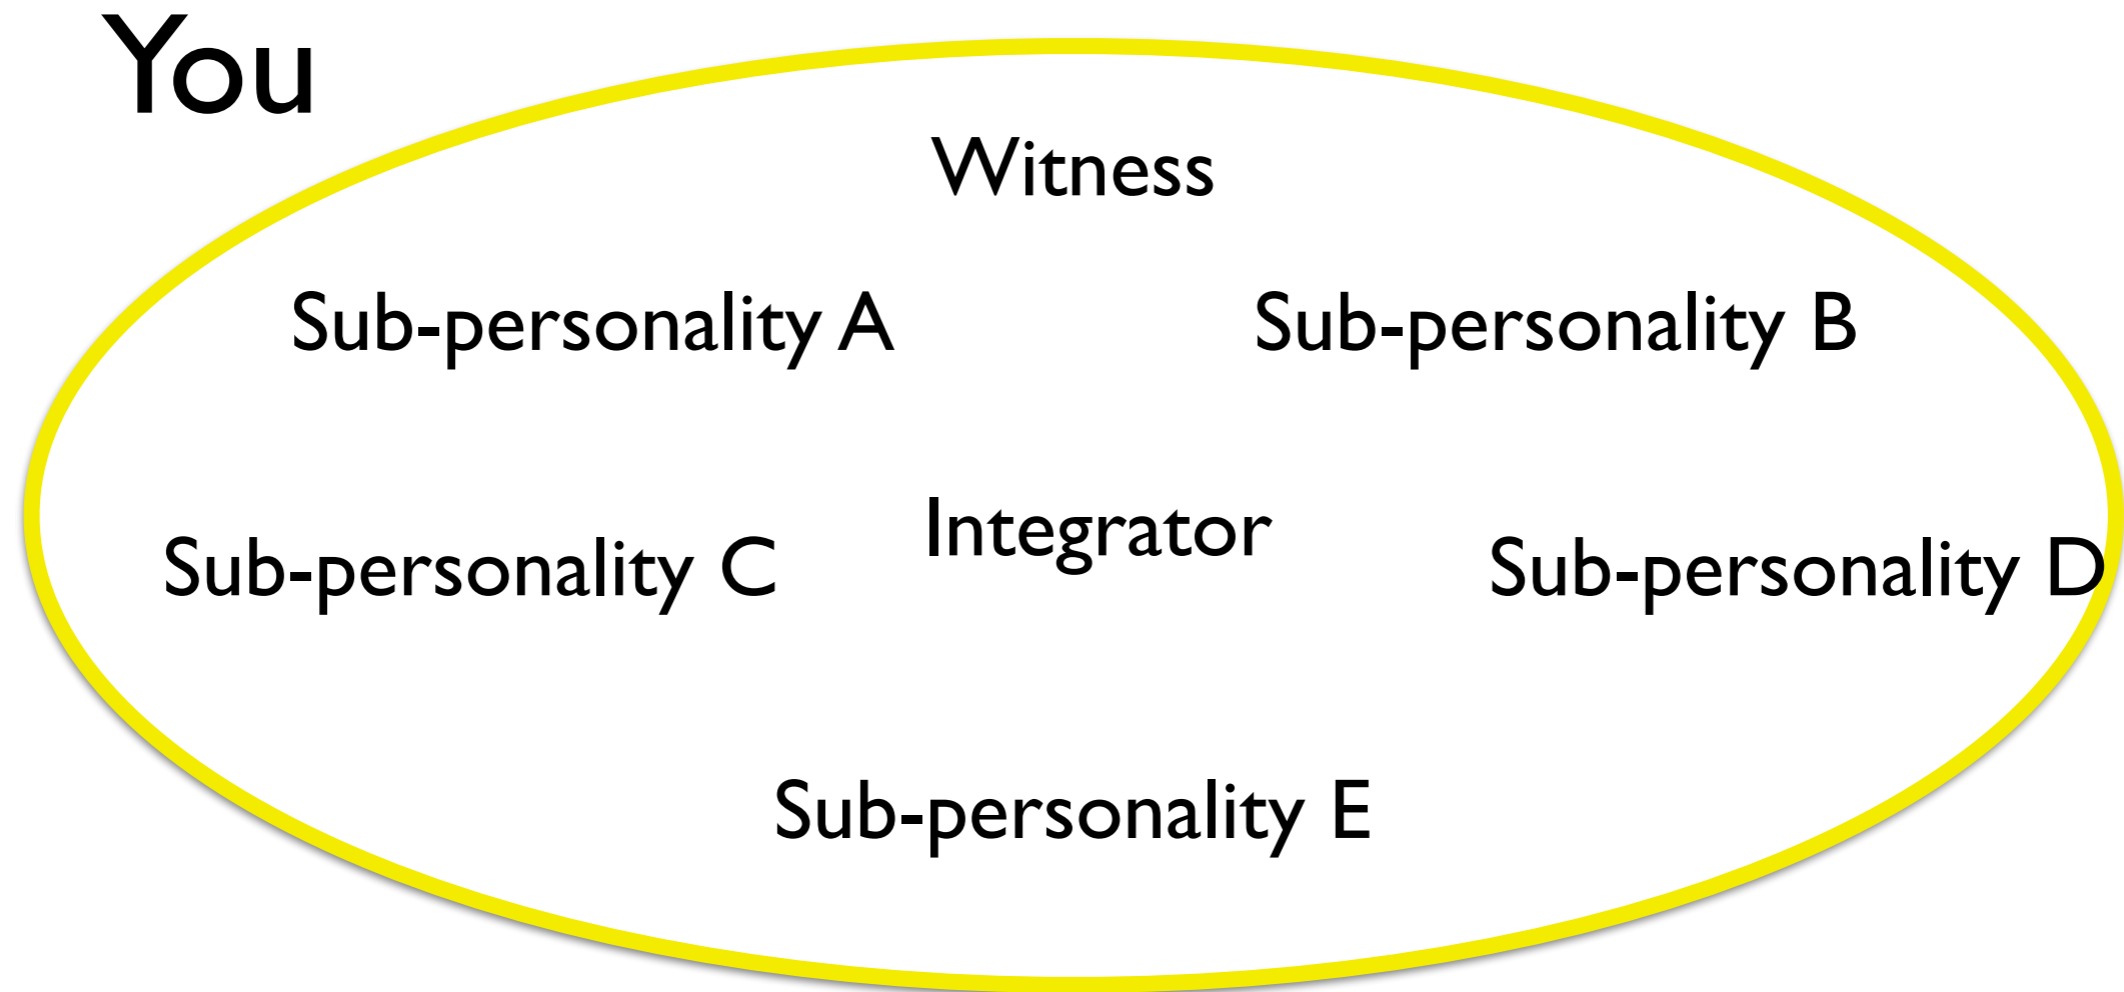 You
Witness
Sub-personality A
Sub-personality B
Integrator
Sub-personality C
Sub-personality D
Sub-personality E